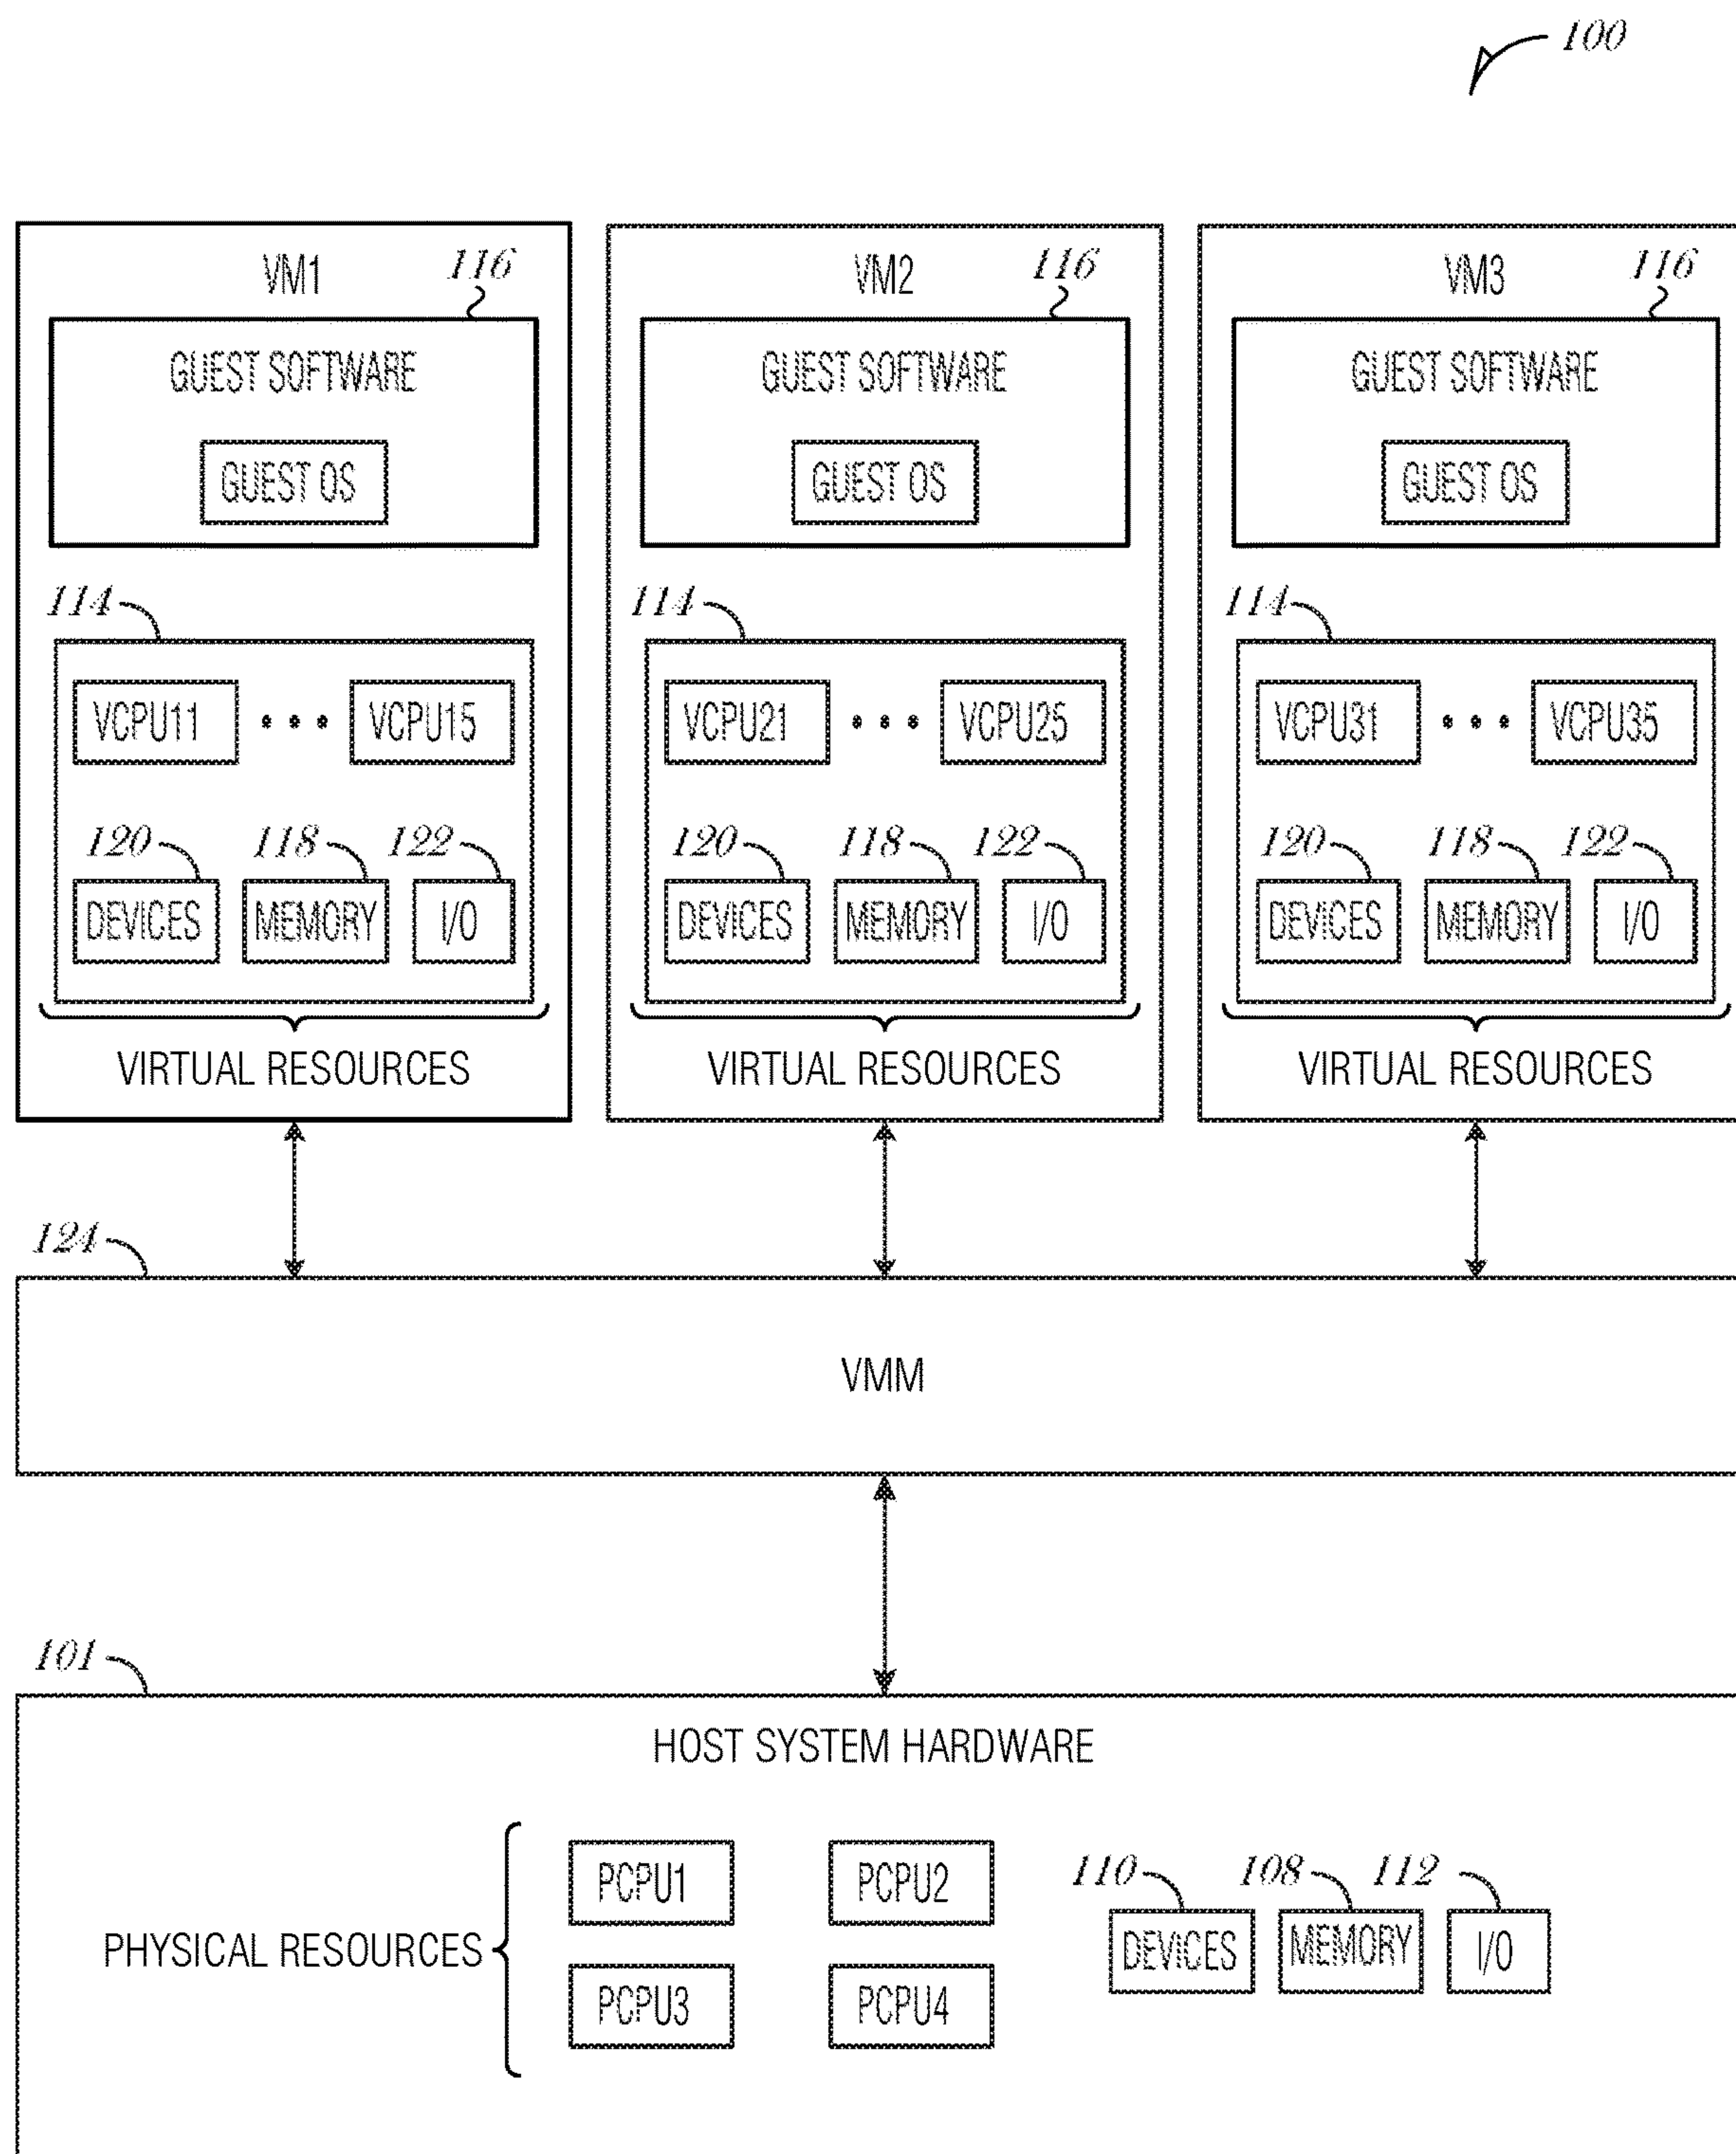 100
VM1 116 VM2 116 VM3 116
GUEST SOFTWARE GUEST SOFTWARE GUEST SOFTWARE
GUEST OS GUEST OS GUEST OS
114 114 114
VCPU11 ••• VCPU15 VCPU21 ••• VCPU25 VCPU31 ••• VCPU35
120 118 122 120 118 122 120 118 122
DEVICES MEMORY I/O DEVICES MEMORY I/O DEVICES MEMORY I/O
VIRTUAL RESOURCES VIRTUAL RESOURCES VIRTUAL RESOURCES
124
VMM
101
HOST SYSTEM HARDWARE
PCPU1 PCPU2 110 108 112
PHYSICAL RESOURCES DEVICES MEMORY I/O
PCPU3 PCPU4